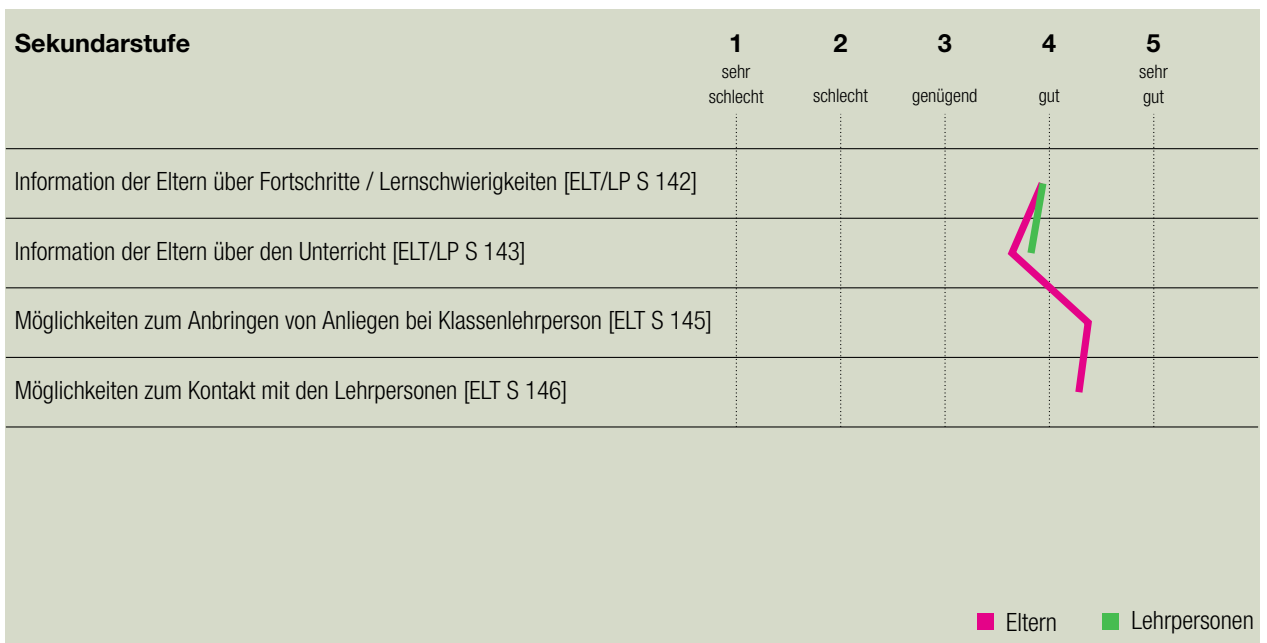 Sekundarstufe 1 2 3 4 5
sehr schlecht schlecht genügend gut sehr gut
Information der Eltern über Fortschritte / Lernschwierigkeiten [ELT/LP S 142]
Information der Eltern über den Unterricht [ELT/LP S 143]
Möglichkeiten zum Anbringen von Anliegen bei Klassenlehrperson [ELT S 145]
Möglichkeiten zum Kontakt mit den Lehrpersonen [ELT S 146]
Eltern Lehrpersonen